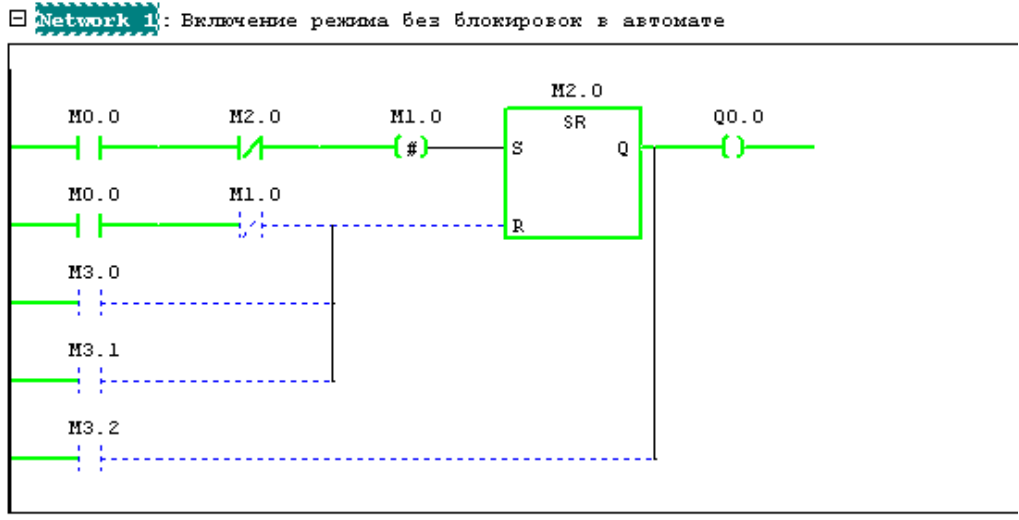 Network 1: Включение режима без блокировок в автомате
M2.0
M0.0 M2.0 M1.0 SR Q0.0
(#) S Q ( )
M0.0 M1.0
R
M3.0
M3.1
M3.2